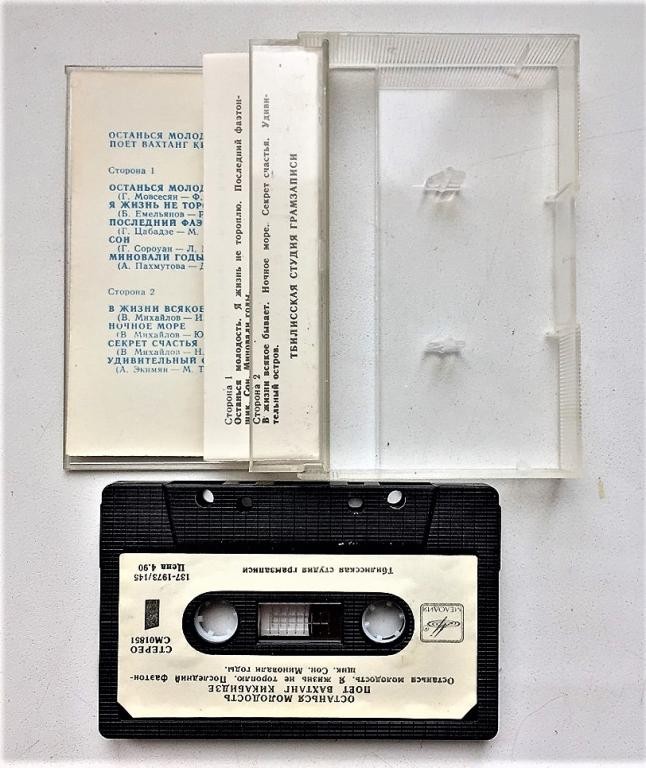 ОСТАНЬСЯ МОЛОД
ПОЕТ ВАХТАНГ КИ
Сторона 1
ОСТАНЬСЯ МОЛОД
(Г. Мовсесян — Ф.
Я ЖИЗНЬ НЕ ТОРО
(Б. Емельянов — Р
ПОСЛЕДНИЙ ФАЭ
(Г. Цабадзе — М.
СОН
(Г. Сороуан — Л.
МИНОВАЛИ ГОДЫ
(А. Пахмутова — Д
Сторона 2
В ЖИЗНИ ВСЯКОЕ
(В. Михайлов — И.
НОЧНОЕ МОРЕ
(В Михайлов — Ю
СЕКРЕТ СЧАСТЬЯ
(В Михайлов — Н.
УДИВИТЕЛЬНЫЙ О
(А. Экимян — М. Т
Сторона 1
Останься молодость. Я жизнь не тороплю. Последний фаэтон-
щик. Сон. Миновали годы.
Сторона 2
В жизни всякое бывает. Ночное море. Секрет счастья. Удиви-
тельный остров.
ТБИЛИССКАЯ СТУДИЯ ГРАМЗАПИСИ
ОСТАНЬСЯ МОЛОДОСТЬ
ПОЕТ ВАХТАНГ КИКАБИДЗЕ
Останься молодость. Я жизнь не тороплю. Последний фаэтон-
щик. Сон. Миновали годы.
МЕЛОДИЯ
СТЕРЕО
СМ01851
137-1973/145
Цена 4.90
Тбилисская студия грамзаписи